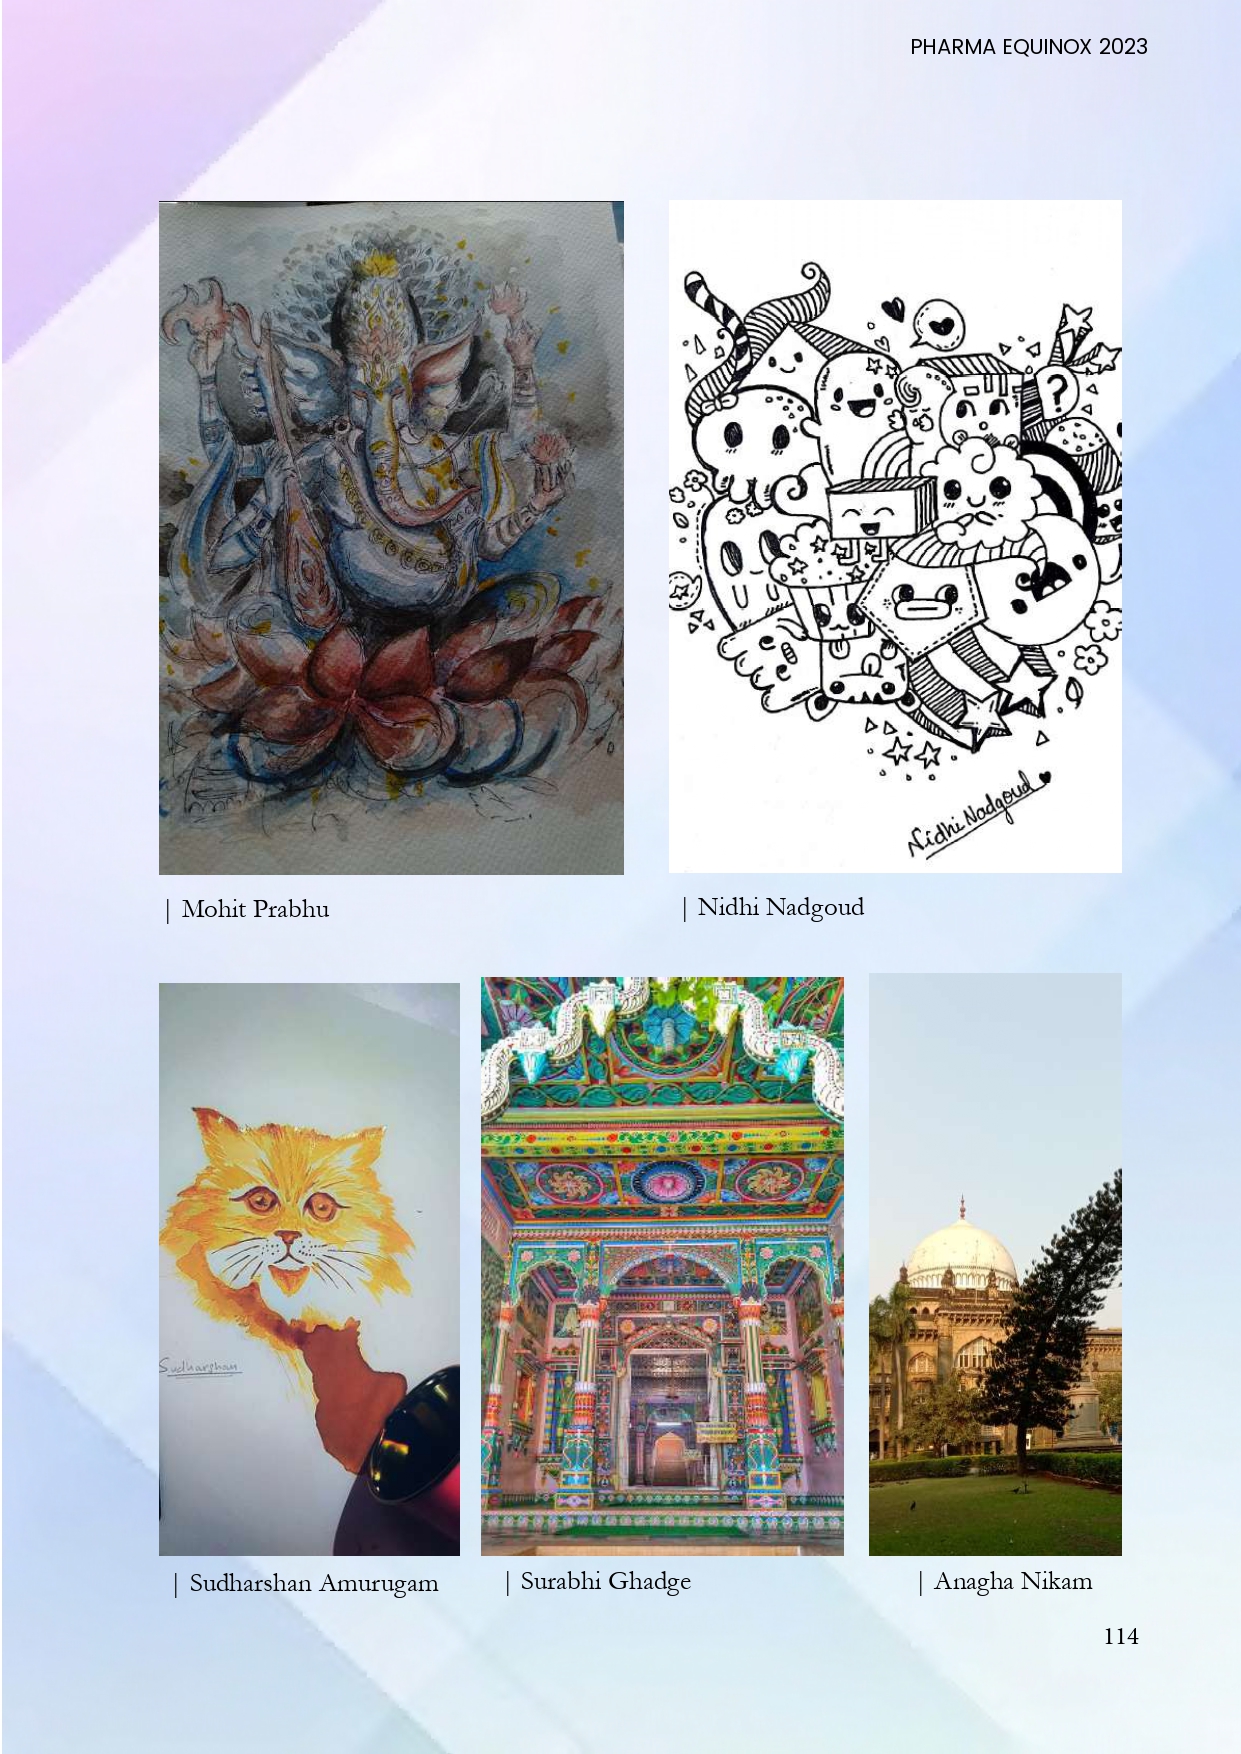 PHARMA EQUINOX 2023
?
Nidhi Nadgoud
| Mohit Prabhu
| Nidhi Nadgoud
Sudharshan
| Sudharshan Amurugam
| Surabhi Ghadge
| Anagha Nikam
114